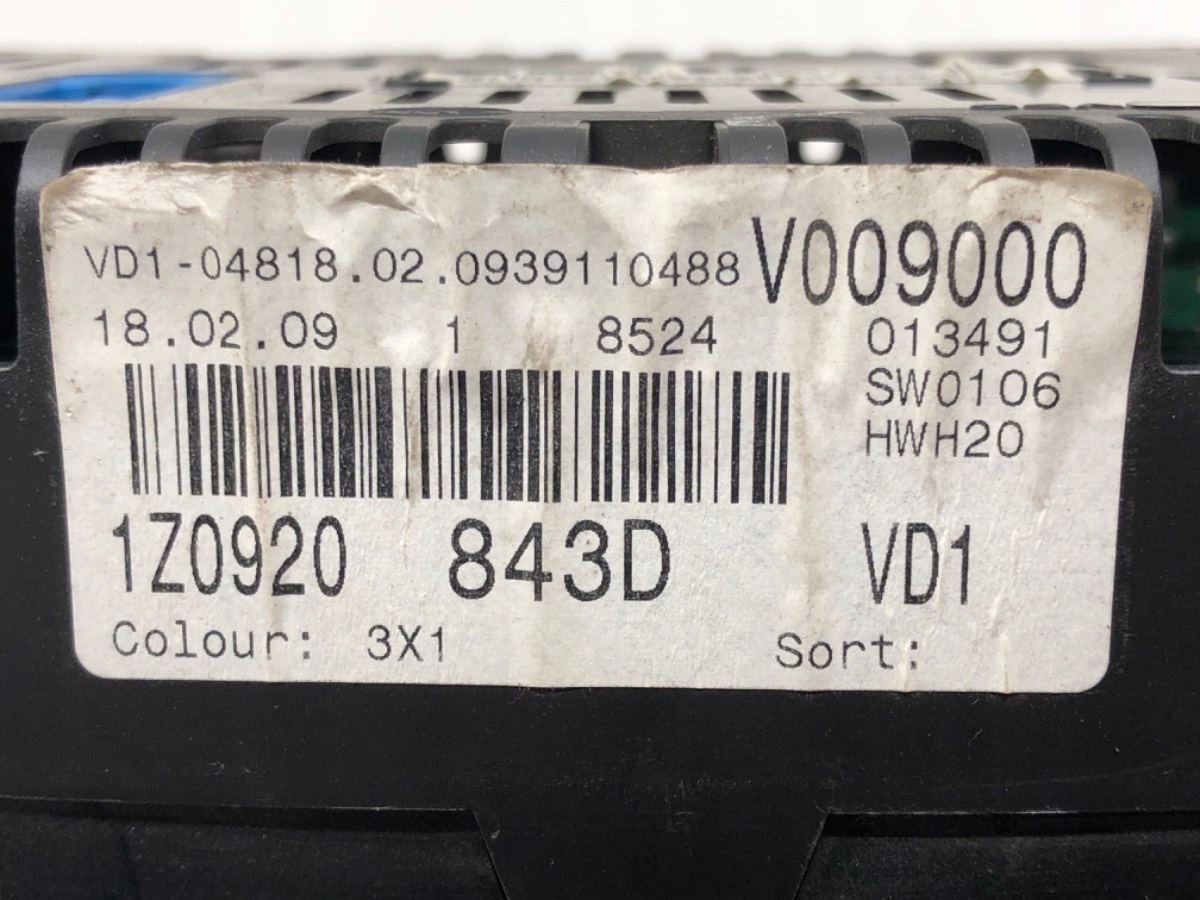 VD1-04818.02.0939110488 V009000
18.02.09 1 8524 013491
SW0106
HWH20
1Z0920 843D VD1
Colour: 3X1 Sort: